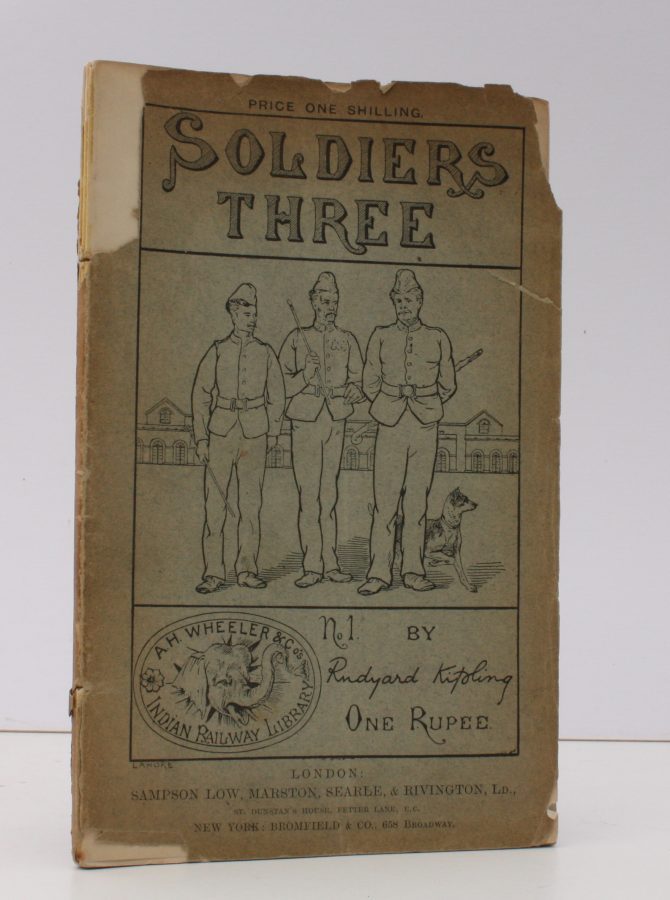 PRICE ONE SHILLING.
SOLDIERS
THREE
A.H. WHEELER & Co's
INDIAN RAILWAY LIBRARY
No 1. BY
Rudyard Kipling
ONE RUPEE.
LAHORE
LONDON:
SAMPSON LOW, MARSTON, SEARLE, & RIVINGTON, LD.,
ST. DUNSTAN'S HOUSE, FETTER LANE, E.C.
NEW YORK: BROMFIELD & CO., 658 BROADWAY.